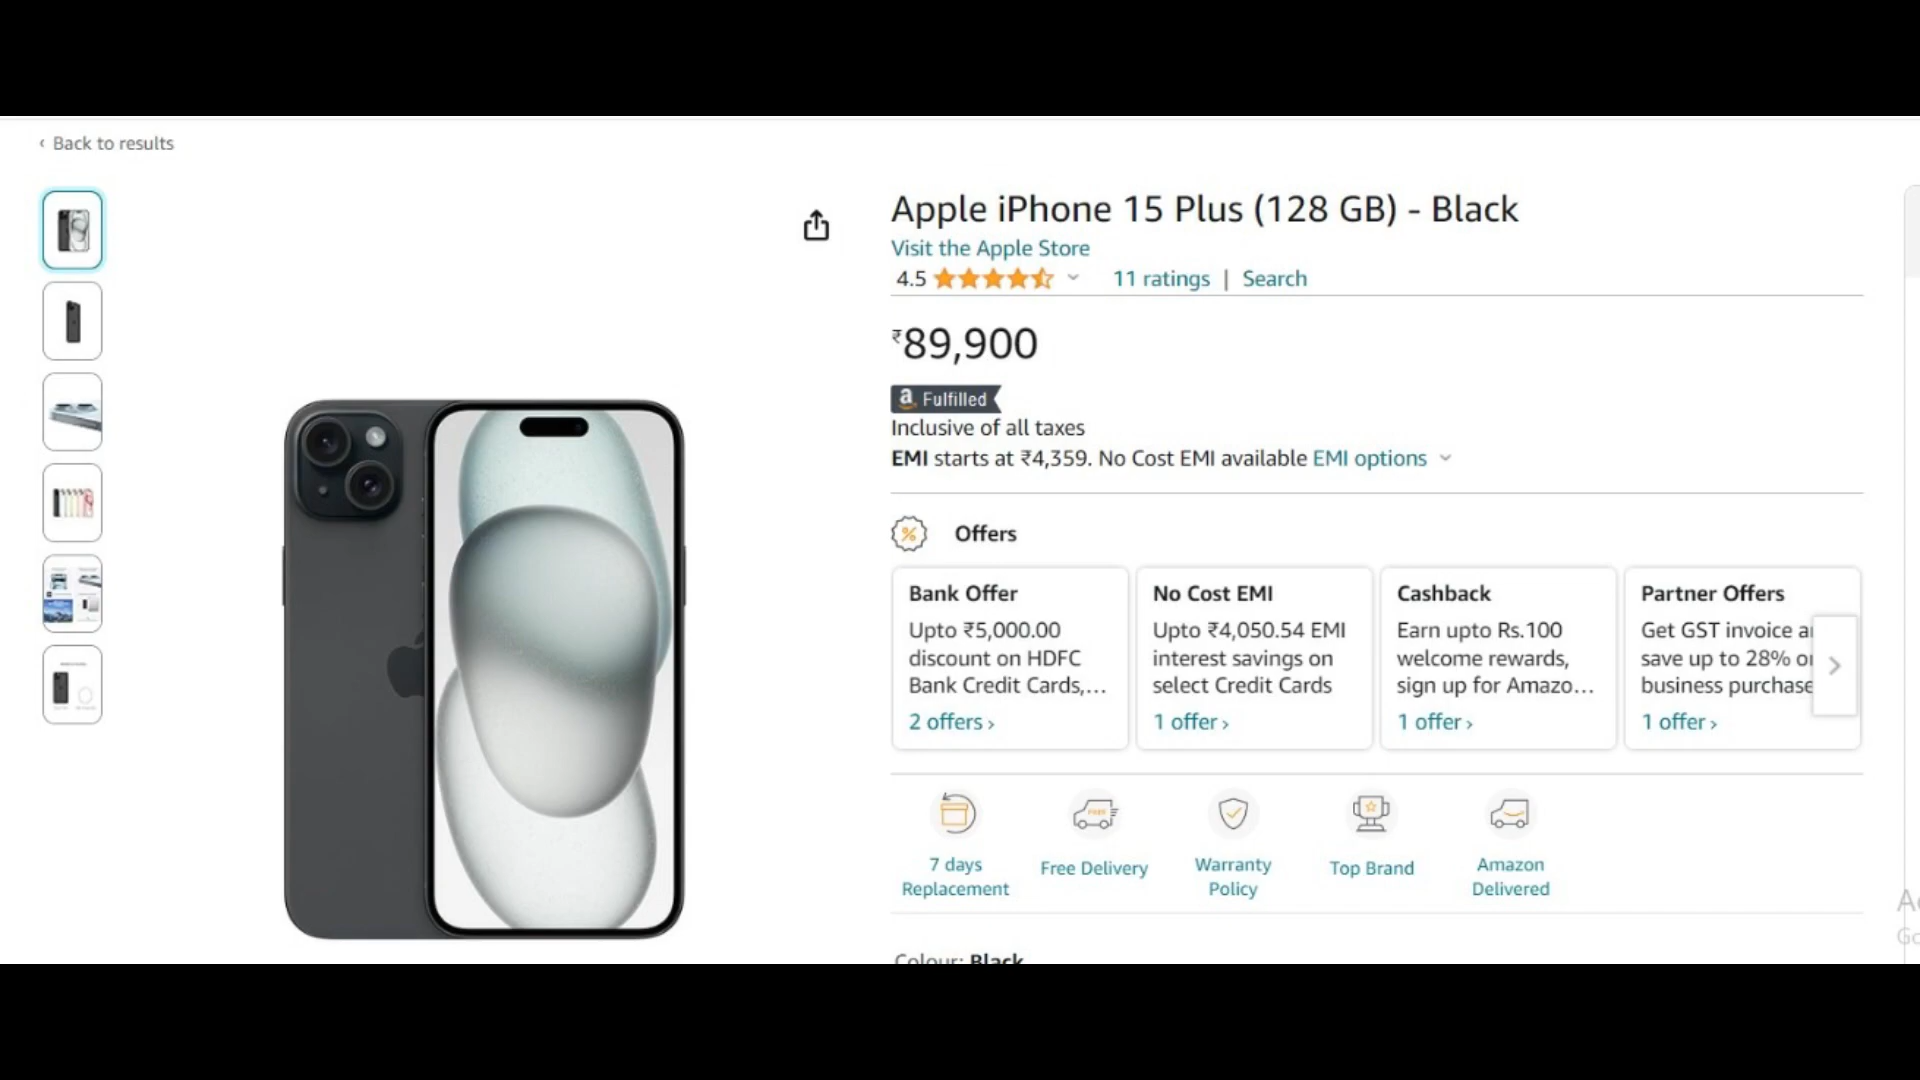 ‹ Back to results
Apple iPhone 15 Plus (128 GB) - Black
Visit the Apple Store
4.5 11 ratings | Search
₹89,900
a Fulfilled
Inclusive of all taxes
EMI starts at ₹4,359. No Cost EMI available EMI options
Offers
Bank Offer
Upto ₹5,000.00
discount on HDFC
Bank Credit Cards,...
2 offers ›
No Cost EMI
Upto ₹4,050.54 EMI
interest savings on
select Credit Cards
1 offer ›
Cashback
Earn upto Rs.100
welcome rewards,
sign up for Amazo...
1 offer ›
Partner Offers
Get GST invoice a
save up to 28% o
business purchase
1 offer ›
7 days
Replacement
FREE
Free Delivery
Warranty
Policy
Top Brand
Amazon
Delivered
Colour: Black